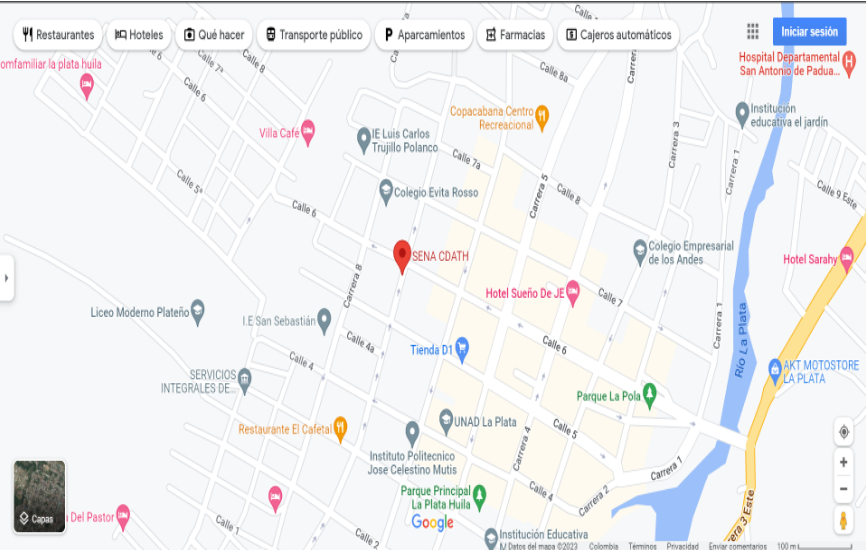 Restaurantes
Hoteles
Qué hacer
Transporte público
Aparcamientos
Farmacias
Cajeros automáticos
Iniciar sesión
Calle
Hospital Departamental
San Antonio de Padua...
omfamiliar la plata huila
Calle 7ª
Calle 8
Calle 6
Calle 8a
Institución
educativa el jardín
Copacabana Centro
Recreacional
Villa Café
IE Luis Carlos
Trujillo Polanco
Carrera 3
Carrera 1
Calle 7a
Calle 5ª
Colegio Evita Rosso
Carrera 5
Calle 8
Calle 9 Este
Calle 6
SENA CDATH
Colegio Empresarial
de los Andes
Hotel Sarahy
Carrera 8
Hotel Sueño De JE
Calle 7
Liceo Moderno Plateño
I.E San Sebastián
Carrera 1
Río La Plata
Calle 4a
Tienda D1
Calle 6
Calle 4
AKT MOTOSTORE
LA PLATA
SERVICIOS
INTEGRALES DE...
Parque La Pola
Restaurante El Cafetal
UNAD La Plata
Calle 5
Carrera 4
Instituto Politecnico
Jose Celestino Mutis
Carrera 1
Parque Principal
La Plata Huila
Calle 4
Carrera 2
Capas
Del Pastor
Calle 1
Google
Institución Educativa
rera 3 Este
Datos del mapa ©2023
Colombia
Términos
Privacidad
Enviar comentarios
100 m